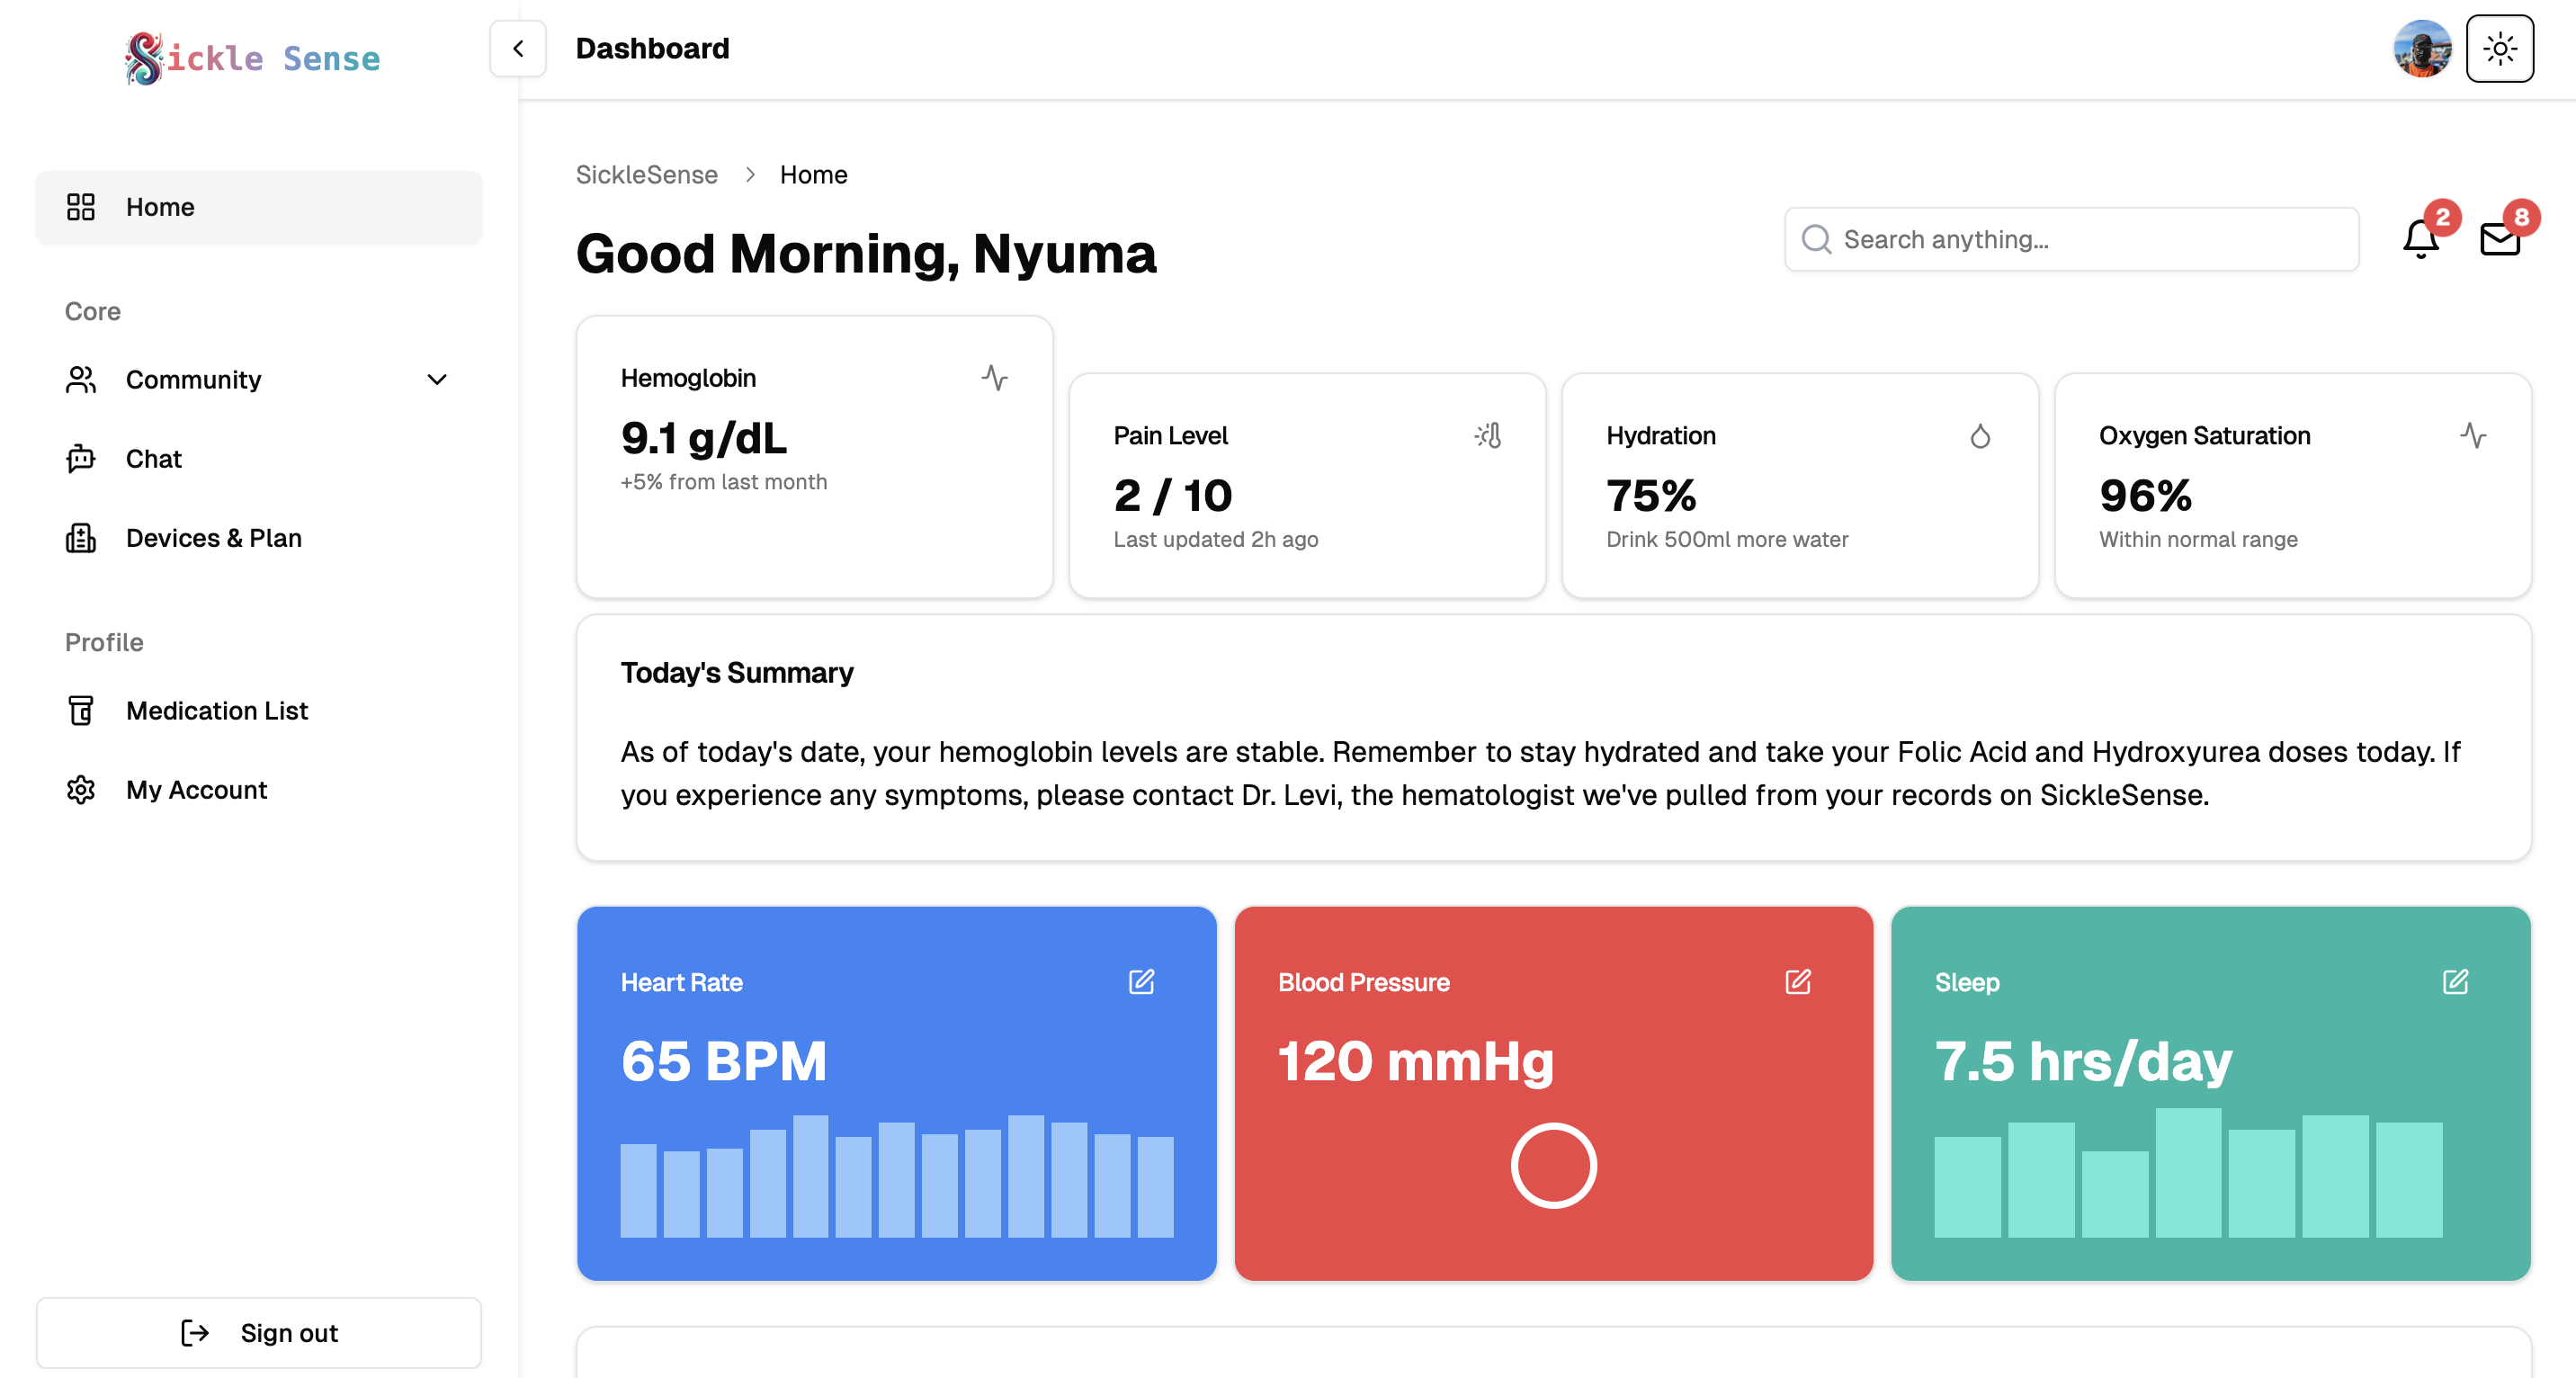 Sickle Sense
Dashboard
Home
Core
Community
Chat
Devices & Plan
Profile
Medication List
My Account
Sign out
SickleSense > Home
Good Morning, Nyuma
Search anything...
2
8
Hemoglobin
9.1 g/dL
+5% from last month
Pain Level
2 / 10
Last updated 2h ago
Hydration
75%
Drink 500ml more water
Oxygen Saturation
96%
Within normal range
Today's Summary
As of today's date, your hemoglobin levels are stable. Remember to stay hydrated and take your Folic Acid and Hydroxyurea doses today. If
you experience any symptoms, please contact Dr. Levi, the hematologist we've pulled from your records on SickleSense.
Heart Rate
65 BPM
Blood Pressure
120 mmHg
Sleep
7.5 hrs/day